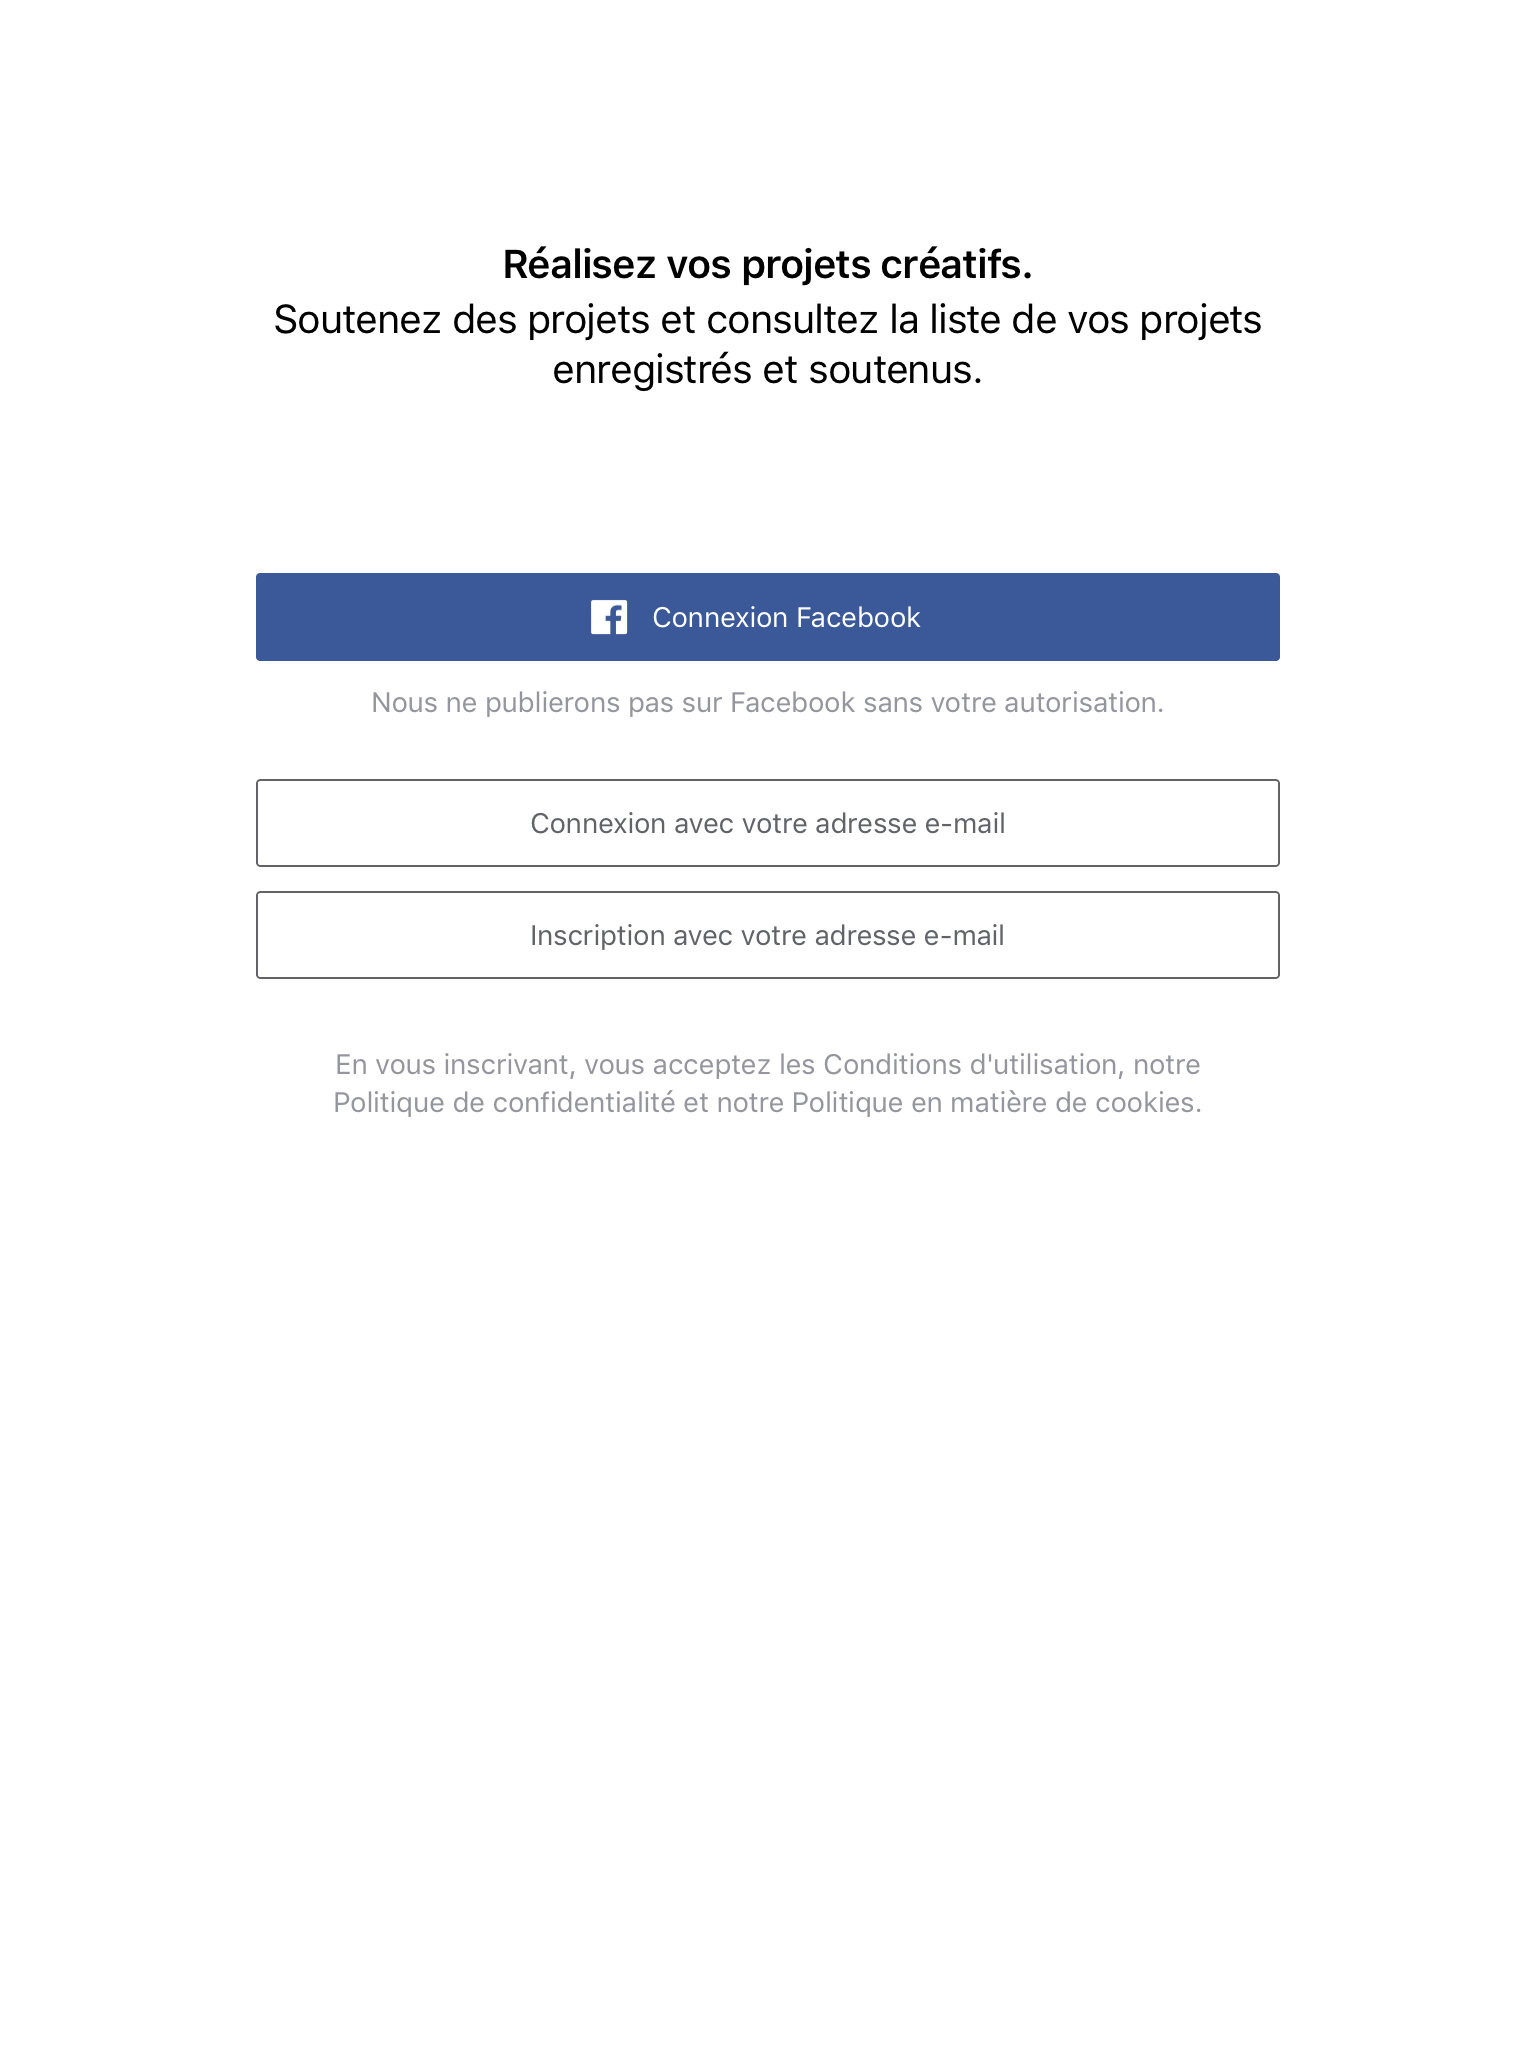 Réalisez vos projets créatifs.
Soutenez des projets et consultez la liste de vos projets
enregistrés et soutenus.
Connexion Facebook
Nous ne publierons pas sur Facebook sans votre autorisation.
Connexion avec votre adresse e-mail
Inscription avec votre adresse e-mail
En vous inscrivant, vous acceptez les Conditions d'utilisation, notre
Politique de confidentialité et notre Politique en matière de cookies.